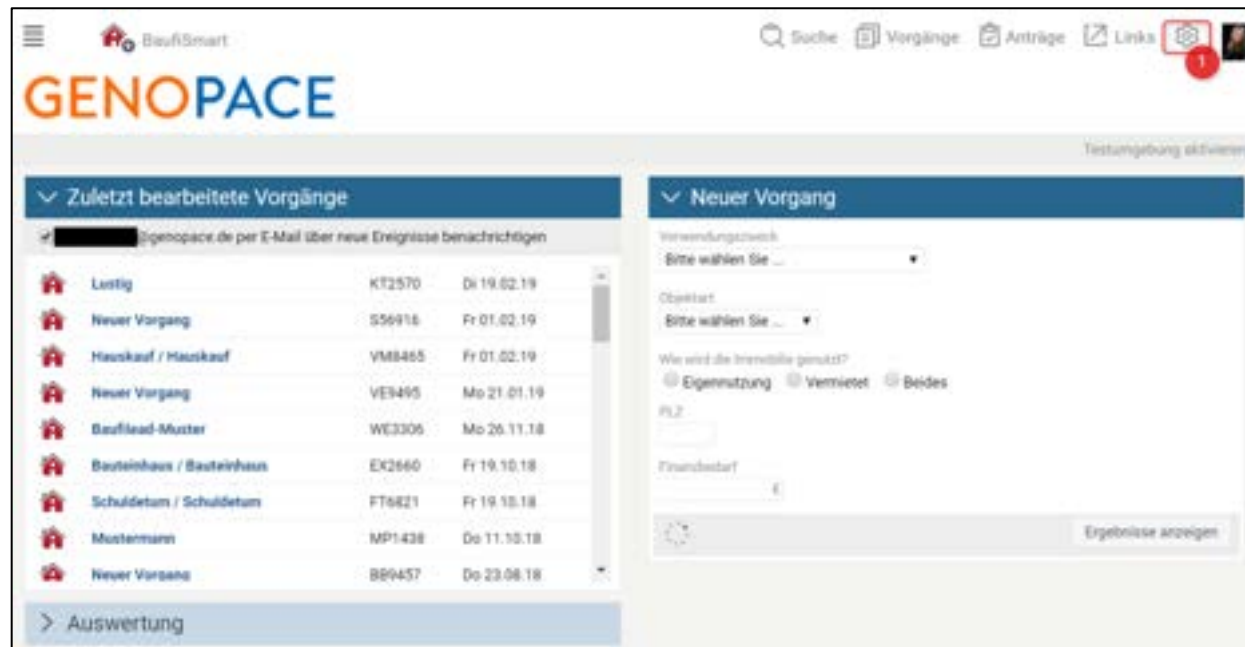 BaufiSmart
Suche Vorgänge Anträge Links
1
GENOPACE
Testumgebung aktivieren
Zuletzt bearbeitete Vorgänge
@genopace.de per E-Mail über neue Ereignisse benachrichtigen
Lustig KT2570 Di 19.02.19
Neuer Vorgang S56916 Fr 01.02.19
Hauskauf / Hauskauf VM8465 Fr 01.02.19
Neuer Vorgang VE9495 Mo 21.01.19
Baufilead-Muster WE3306 Mo 26.11.18
Bauteinhaus / Bauteinhaus EX2660 Fr 19.10.18
Schuldetum / Schuldetum FT6821 Fr 19.10.18
Mustermann MP1438 Do 11.10.18
Neuer Vorgang BB9457 Do 23.08.18
Auswertung
Neuer Vorgang
Verwendungszweck
Bitte wählen Sie ...
Objektart
Bitte wählen Sie ...
Wie wird die Immobilie genutzt?
Eigennutzung Vermietet Beides
PLZ
Finanzbedarf
€
Ergebnisse anzeigen